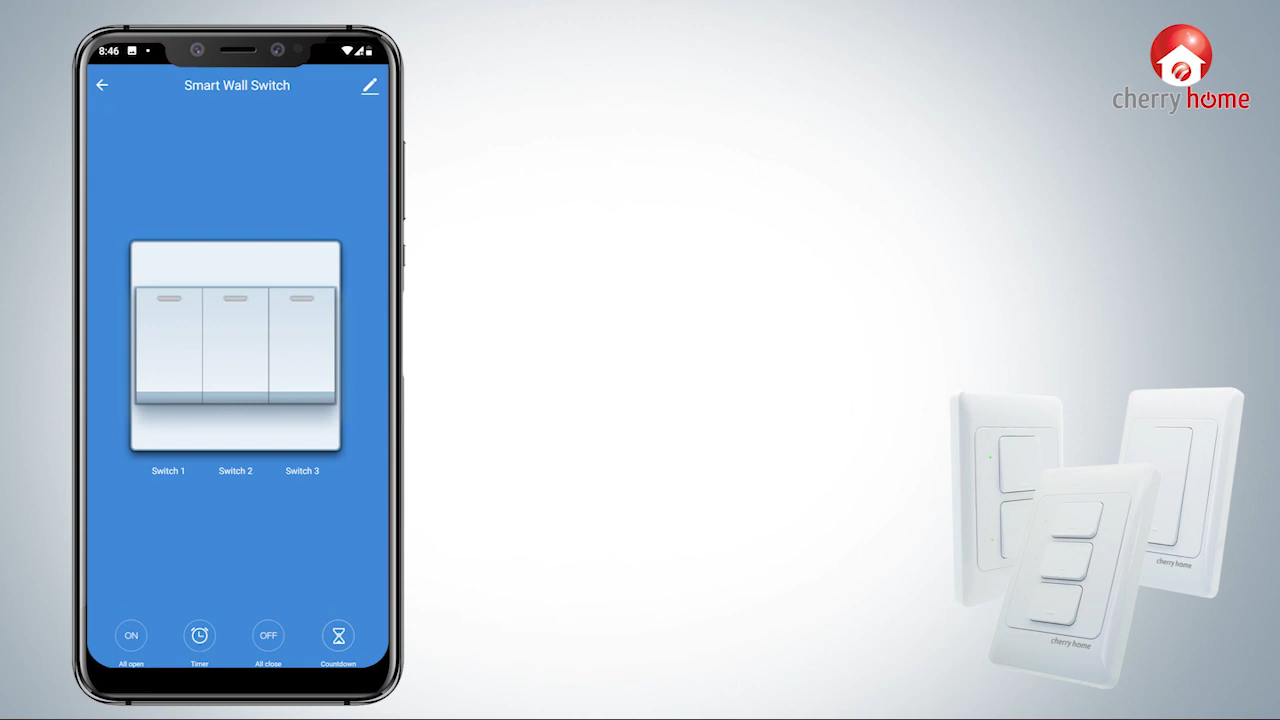 8:46
Smart Wall Switch
cherry home
Switch 1 Switch 2 Switch 3
ON OFF
All open Timer All close Countdown
cherry home
cherry home